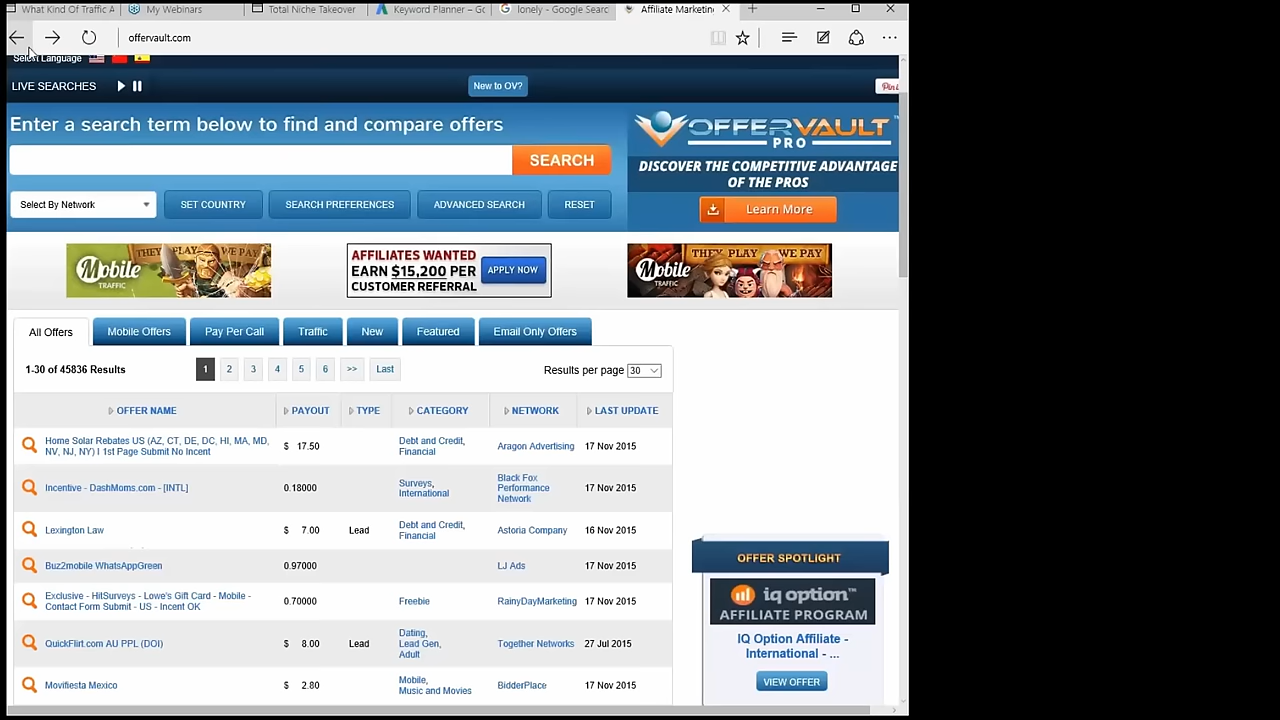 What Kind Of Traffic A
My Webinars
Total Niche Takeover
Keyword Planner – Go
lonely - Google Searc
Affiliate Marketing
offervault.com
Select Language
LIVE SEARCHES
New to OV?
Pin
Enter a search term below to find and compare offers
SEARCH
Select By Network
SET COUNTRY
SEARCH PREFERENCES
ADVANCED SEARCH
RESET
OFFERVAULT™
PRO
DISCOVER THE COMPETITIVE ADVANTAGE
OF THE PROS
Learn More
THEY PLAY WE PAY
Mobile
TRAFFIC
AFFILIATES WANTED
EARN $15,200 PER
CUSTOMER REFERRAL
APPLY NOW
THEY PLAY WE PAY
Mobile
TRAFFIC
All Offers
Mobile Offers
Pay Per Call
Traffic
New
Featured
Email Only Offers
1-30 of 45836 Results
1 2 3 4 5 6 >> Last
Results per page 30
OFFER NAME PAYOUT TYPE CATEGORY NETWORK LAST UPDATE
Home Solar Rebates US (AZ, CT, DE, DC, HI, MA, MD,
NV, NJ, NY) I 1st Page Submit No Incent
$ 17.50
Debt and Credit,
Financial
Aragon Advertising
17 Nov 2015
Incentive - DashMoms.com - [INTL]
0.18000
Surveys,
International
Black Fox
Performance
Network
17 Nov 2015
Lexington Law
$ 7.00
Lead
Debt and Credit,
Financial
Astoria Company
16 Nov 2015
Buz2mobile WhatsAppGreen
0.97000
LJ Ads
17 Nov 2015
Exclusive - HitSurveys - Lowe's Gift Card - Mobile -
Contact Form Submit - US - Incent OK
0.70000
Freebie
RainyDayMarketing
17 Nov 2015
QuickFlirt.com AU PPL (DOI)
$ 8.00
Lead
Dating,
Lead Gen,
Adult
Together Networks
27 Jul 2015
Movifiesta Mexico
$ 2.80
Mobile,
Music and Movies
BidderPlace
17 Nov 2015
OFFER SPOTLIGHT
iq option™
AFFILIATE PROGRAM
IQ Option Affiliate -
International - ...
VIEW OFFER